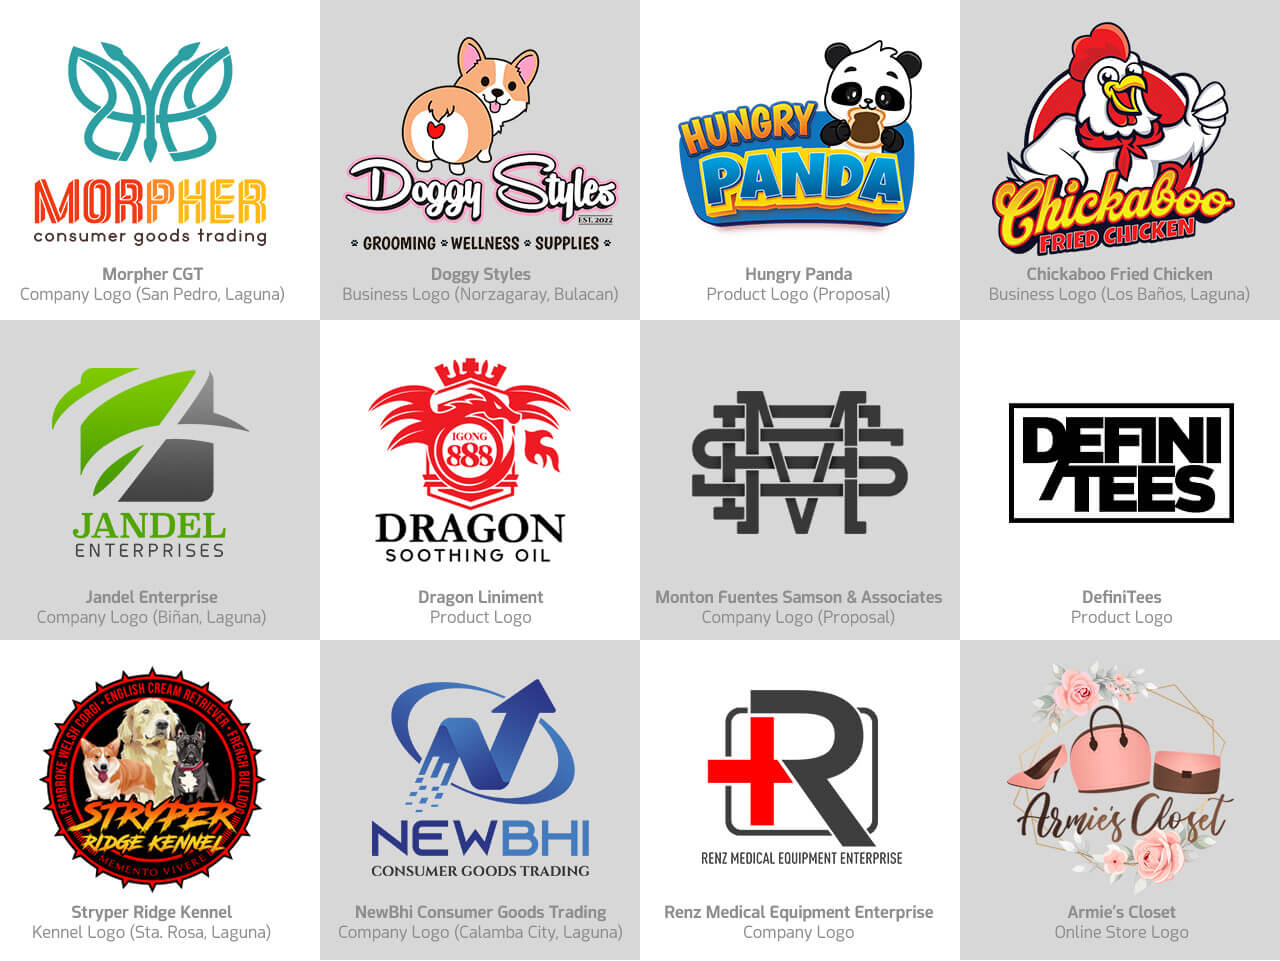 MORPHER
consumer goods trading
Morpher CGT
Company Logo (San Pedro, Laguna)
Doggy Styles
EST. 2022
GROOMING WELLNESS SUPPLIES
Doggy Styles
Business Logo (Norzagaray, Bulacan)
HUNGRY
PANDA
Hungry Panda
Product Logo (Proposal)
Chickaboo
FRIED CHICKEN
Chickaboo Fried Chicken
Business Logo (Los Baños, Laguna)
JANDEL
ENTERPRISES
Jandel Enterprise
Company Logo (Biñan, Laguna)
IGONG
888
DRAGON
SOOTHING OIL
Dragon Liniment
Product Logo
MFS
Monton Fuentes Samson & Associates
Company Logo (Proposal)
DEFINI
TEES
DefiniTees
Product Logo
PEMBROKE WELSH CORGI • ENGLISH CREAM RETRIEVER • FRENCH BULLDOG
STRYPER
RIDGE KENNEL
MEMENTO VIVERE
Stryper Ridge Kennel
Kennel Logo (Sta. Rosa, Laguna)
N
NEWBHI
CONSUMER GOODS TRADING
NewBhi Consumer Goods Trading
Company Logo (Calamba City, Laguna)
R
RENZ MEDICAL EQUIPMENT ENTERPRISE
Renz Medical Equipment Enterprise
Company Logo
Armie's Closet
Armie's Closet
Online Store Logo